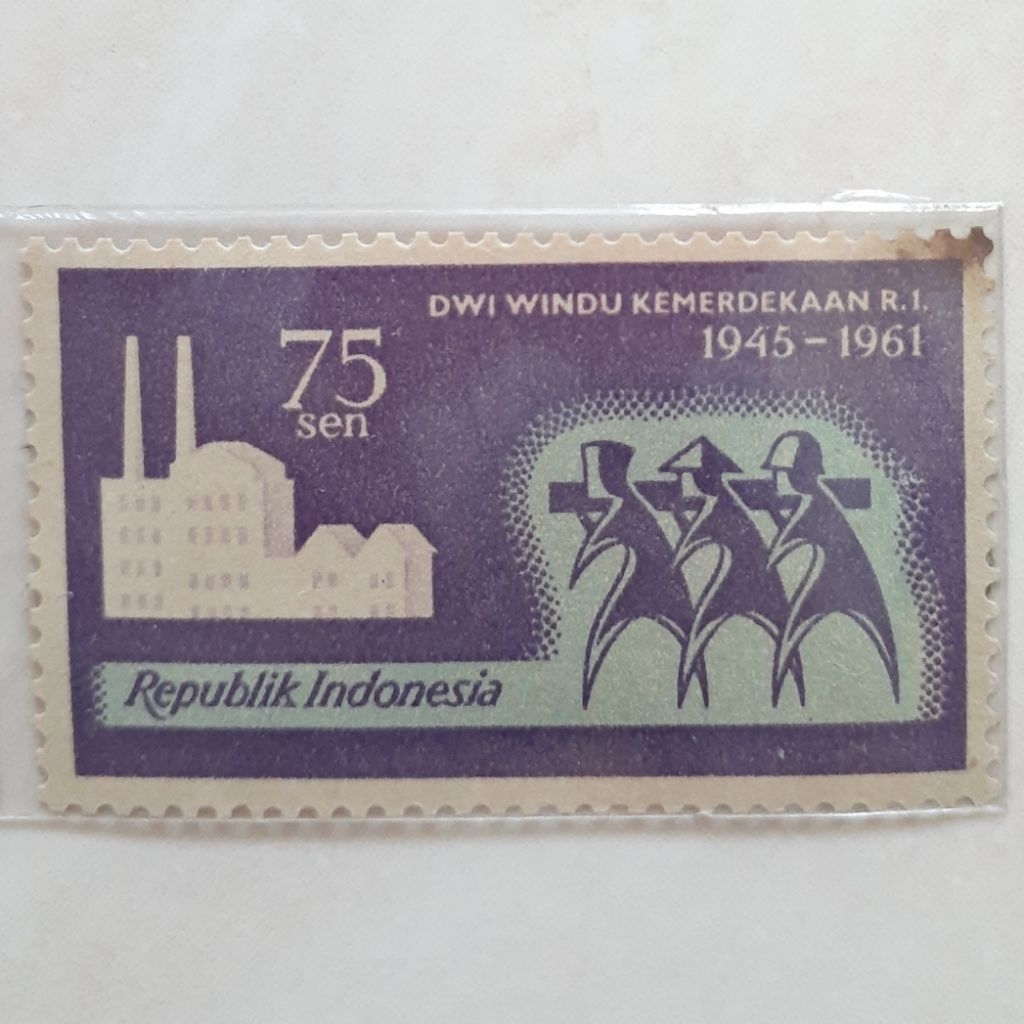 DWI WINDU KEMERDEKAAN R.I.
1945 – 1961
75
sen
Republik Indonesia